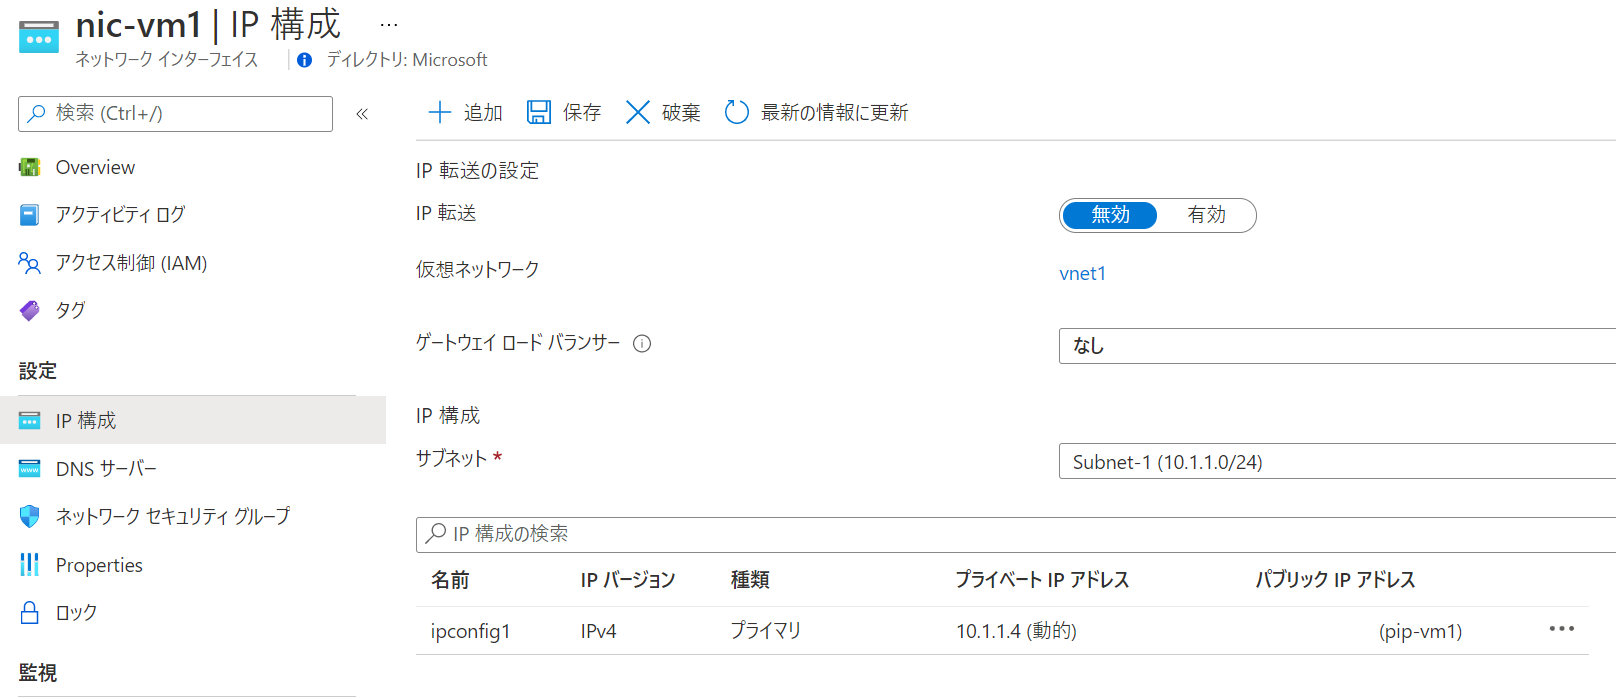 nic-vm1 | IP 構成 …
ネットワーク インターフェイス ディレクトリ: Microsoft
検索 (Ctrl+/) «
Overview
アクティビティ ログ
アクセス制御 (IAM)
タグ
設定
IP 構成
DNS サーバー
ネットワーク セキュリティ グループ
Properties
ロック
監視
追加 保存 破棄 最新の情報に更新
IP 転送の設定
IP 転送 無効 有効
仮想ネットワーク vnet1
ゲートウェイ ロード バランサー なし
IP 構成
サブネット * Subnet-1 (10.1.1.0/24)
IP 構成の検索
名前 IP バージョン 種類 プライベート IP アドレス パブリック IP アドレス
ipconfig1 IPv4 プライマリ 10.1.1.4 (動的) (pip-vm1) …